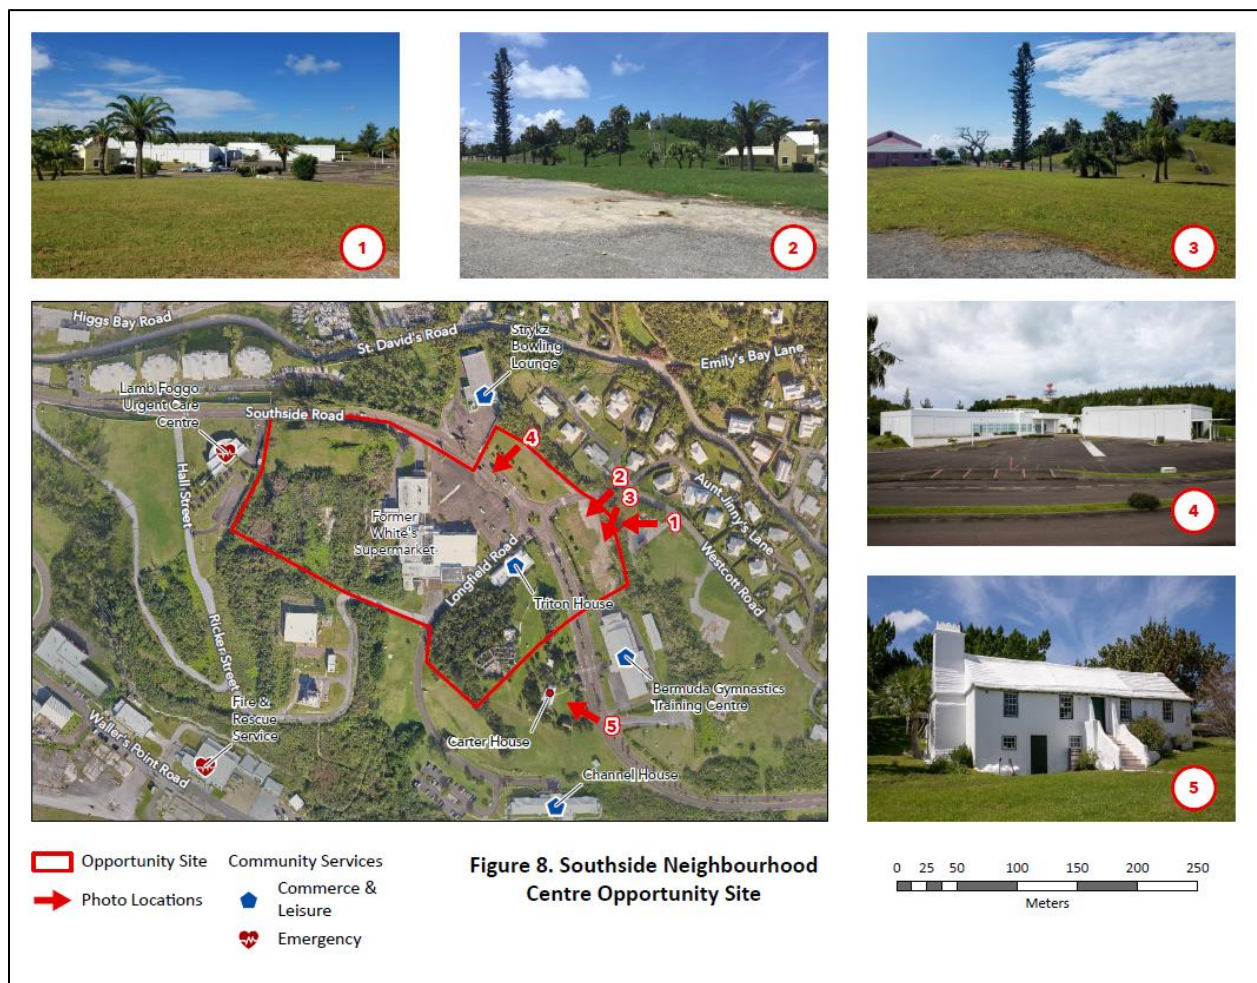 1
2
3
Higgs Bay Road
St. David's Road
Strykz
Bowling
Lounge
Emily's Bay Lane
Lamb Foggo
Urgent Care
Centre
Southside Road
4
Hall Street
2
3
Aunt Jinny's Lane
1
Former
White's
Supermarket
Longfield Road
Westcott Road
Triton House
Ricker Street
Bermuda Gymnastics
Training Centre
Fire &
Rescue
Service
5
Carter House
Waller's Point Road
Channel House
4
5
Opportunity Site
Photo Locations
Community Services
Commerce &
Leisure
Emergency
Figure 8. Southside Neighbourhood
Centre Opportunity Site
0 25 50 100 150 200 250
Meters